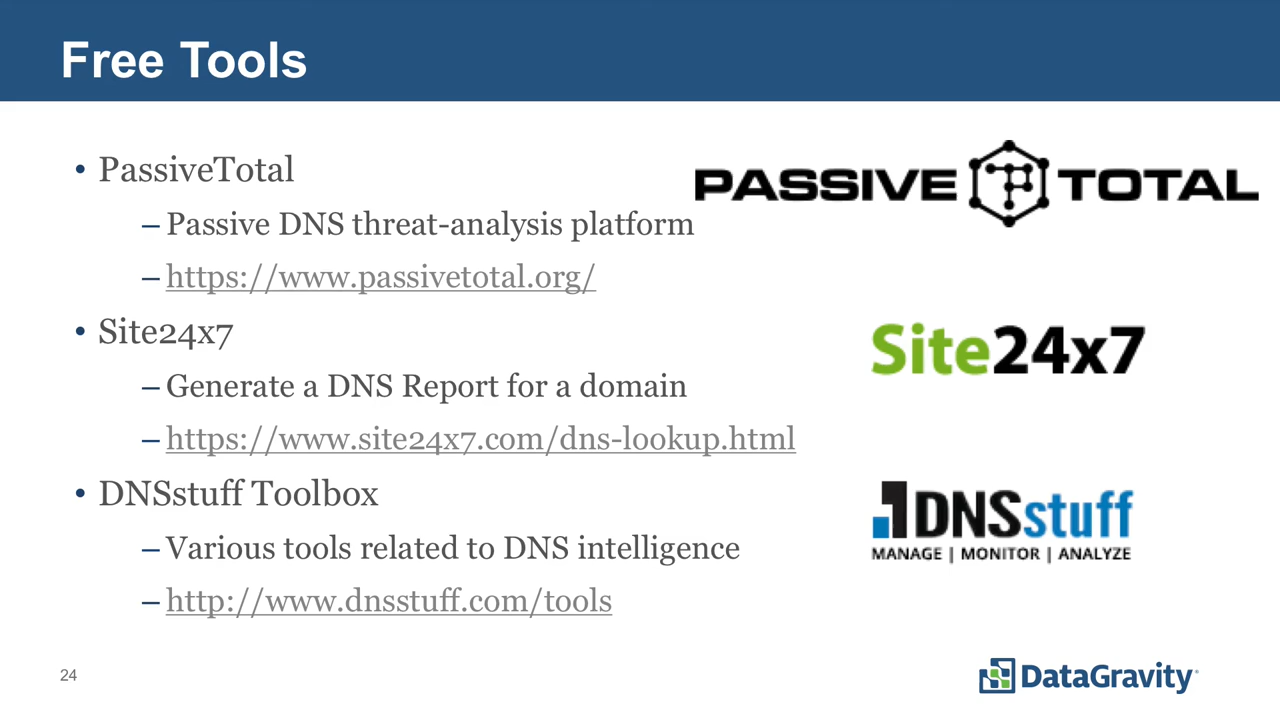 Free Tools
• PassiveTotal
– Passive DNS threat-analysis platform
– https://www.passivetotal.org/
• Site24x7
– Generate a DNS Report for a domain
– https://www.site24x7.com/dns-lookup.html
• DNSstuff Toolbox
– Various tools related to DNS intelligence
– http://www.dnsstuff.com/tools
PASSIVE TOTAL
Site24x7
DNSstuff
MANAGE | MONITOR | ANALYZE
24
DataGravity